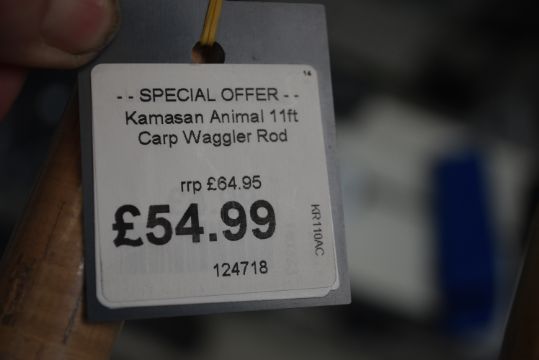 14
- - SPECIAL OFFER - -
Kamasan Animal 11ft
Carp Waggler Rod
rrp £64.95
£54.99
KR110AC
124718